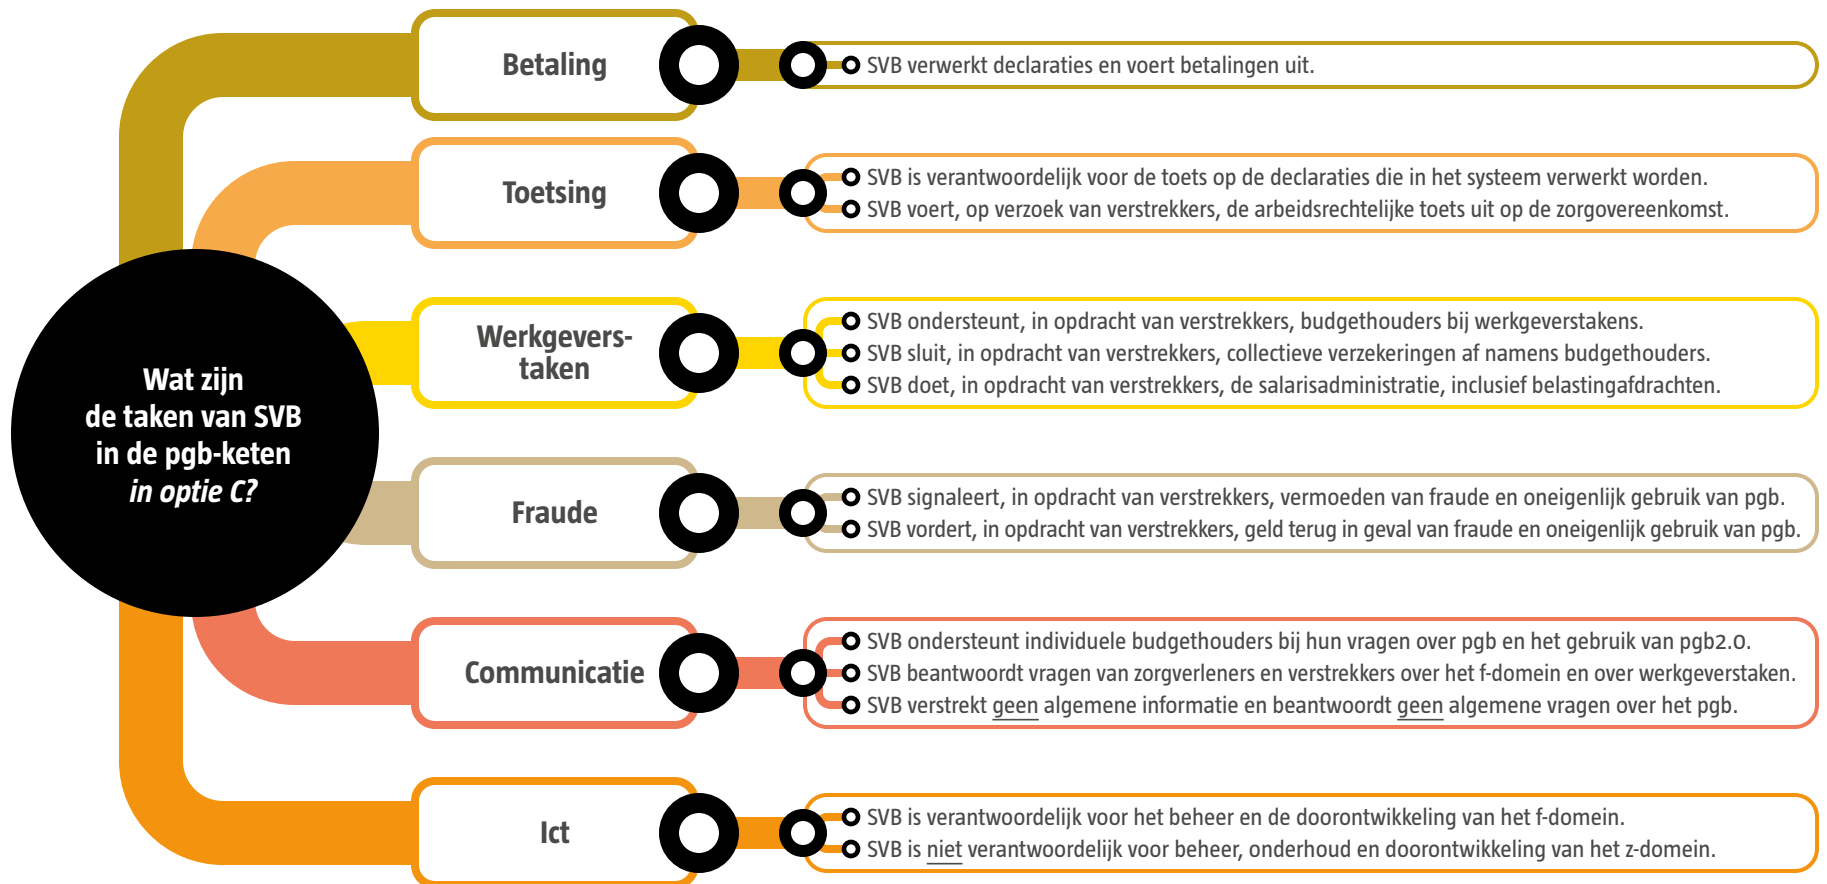 Wat zijn
de taken van SVB
in de pgb-keten
in optie C?
Betaling
SVB verwerkt declaraties en voert betalingen uit.
Toetsing
SVB is verantwoordelijk voor de toets op de declaraties die in het systeem verwerkt worden.
SVB voert, op verzoek van verstrekkers, de arbeidsrechtelijke toets uit op de zorgovereenkomst.
Werkgevers-
taken
SVB ondersteunt, in opdracht van verstrekkers, budgethouders bij werkgeverstakens.
SVB sluit, in opdracht van verstrekkers, collectieve verzekeringen af namens budgethouders.
SVB doet, in opdracht van verstrekkers, de salarisadministratie, inclusief belastingafdrachten.
Fraude
SVB signaleert, in opdracht van verstrekkers, vermoeden van fraude en oneigenlijk gebruik van pgb.
SVB vordert, in opdracht van verstrekkers, geld terug in geval van fraude en oneigenlijk gebruik van pgb.
Communicatie
SVB ondersteunt individuele budgethouders bij hun vragen over pgb en het gebruik van pgb2.0.
SVB beantwoordt vragen van zorgverleners en verstrekkers over het f-domein en over werkgeverstaken.
SVB verstrekt geen algemene informatie en beantwoordt geen algemene vragen over het pgb.
Ict
SVB is verantwoordelijk voor het beheer en de doorontwikkeling van het f-domein.
SVB is niet verantwoordelijk voor beheer, onderhoud en doorontwikkeling van het z-domein.